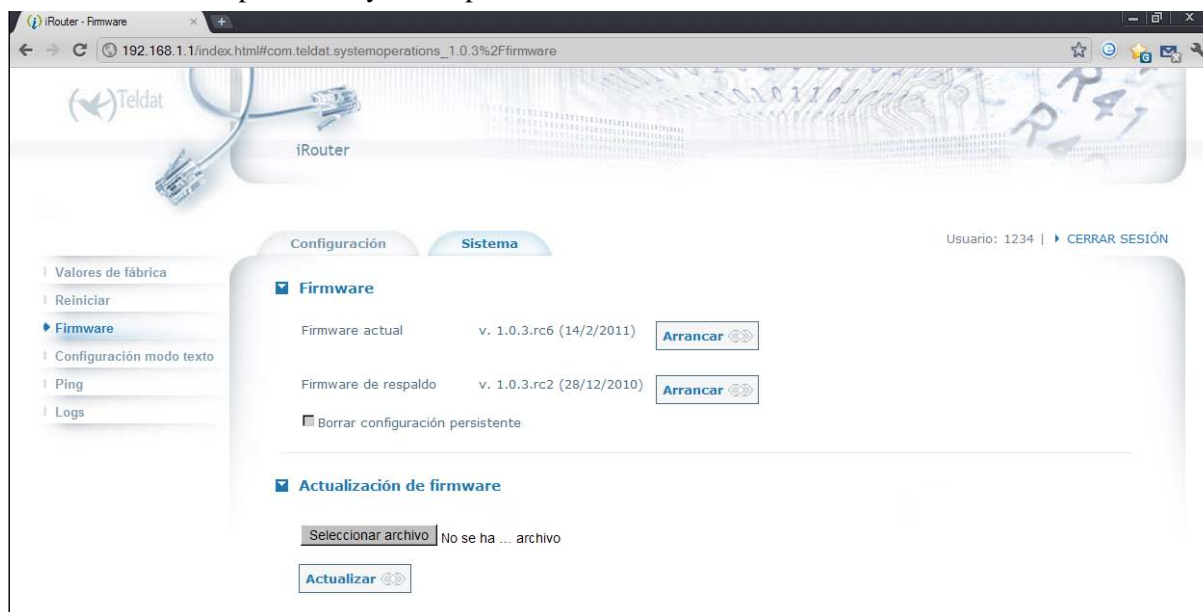 iRouter - Firmware
192.168.1.1/index.html#com.teldat.systemoperations_1.0.3%2Ffirmware
Teldat
iRouter
Configuración
Sistema
Usuario: 1234 | CERRAR SESIÓN
Valores de fábrica
Reiniciar
Firmware
Configuración modo texto
Ping
Logs
Firmware
Firmware actual v. 1.0.3.rc6 (14/2/2011) Arrancar
Firmware de respaldo v. 1.0.3.rc2 (28/12/2010) Arrancar
Borrar configuración persistente
Actualización de firmware
Seleccionar archivo No se ha ... archivo
Actualizar